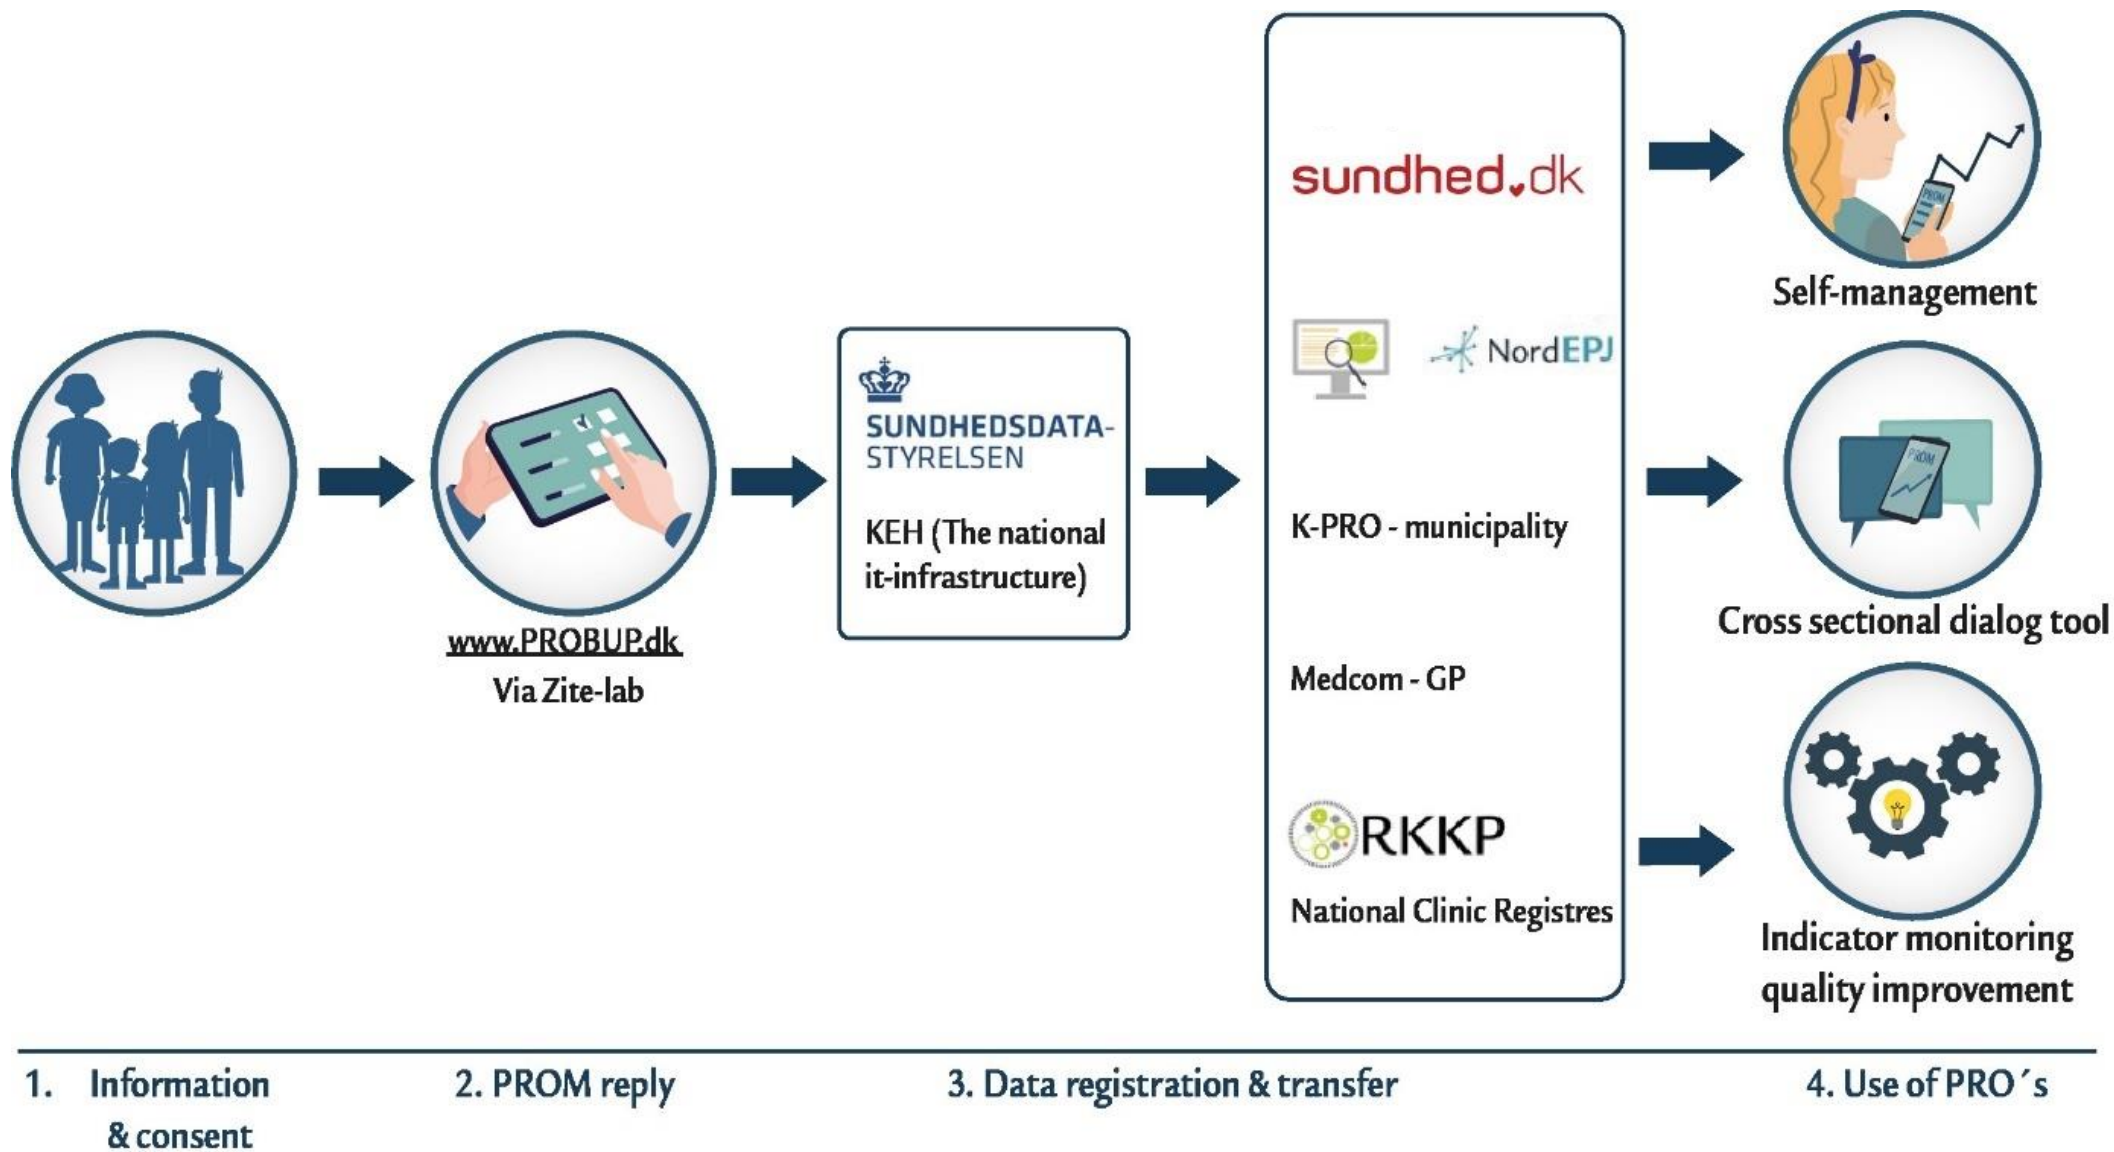 www.PROBUP.dk
Via Zite-lab
SUNDHEDSDATA-
STYRELSEN
KEH (The national
it-infrastructure)
sundhed.dk
NordEPJ
K-PRO - municipality
Medcom - GP
RKKP
National Clinic Registres
PROM
Self-management
PROM
Cross sectional dialog tool
Indicator monitoring
quality improvement
1. Information
& consent
2. PROM reply
3. Data registration & transfer
4. Use of PRO´s